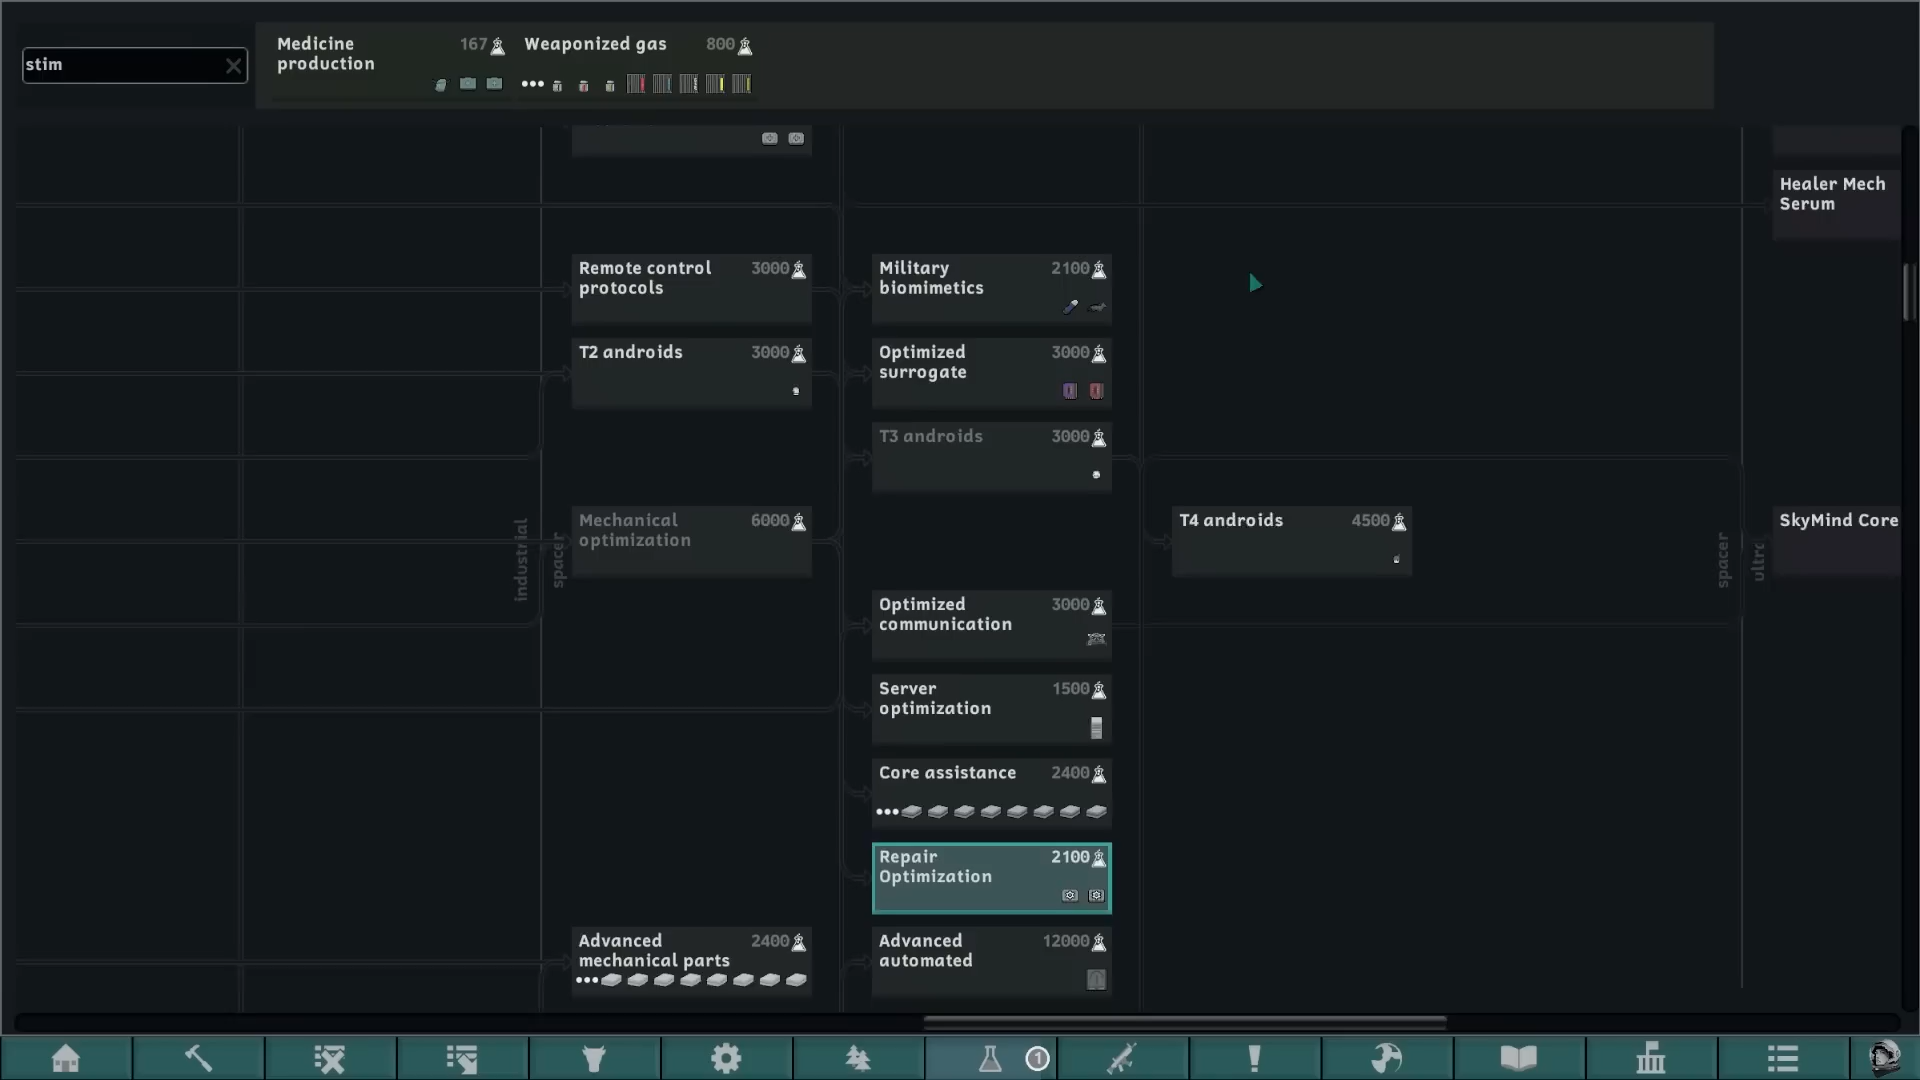 stim
Medicine 167
production
Weaponized gas 800
Healer Mech
Serum
Remote control 3000
protocols
Military 2100
biomimetics
T2 androids 3000
Optimized 3000
surrogate
T3 androids 3000
Mechanical 6000
optimization
T4 androids 4500
SkyMind Core
industrial
spacer
spacer
Optimized 3000
communication
Server 1500
optimization
Core assistance 2400
Repair 2100
Optimization
Advanced 2400
mechanical parts
Advanced 12000
automated
1